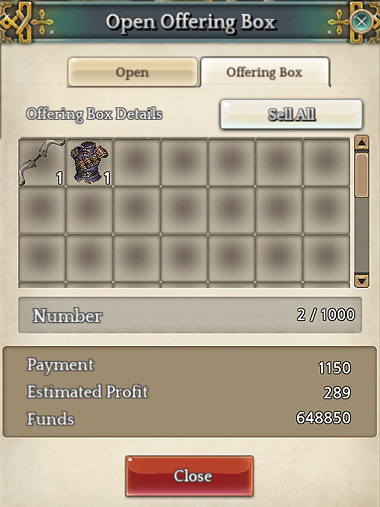 Open Offering Box
Open
Offering Box
Offering Box Details
Sell All
1
1
Number
2 / 1000
Payment
1150
Estimated Profit
289
Funds
648850
Close